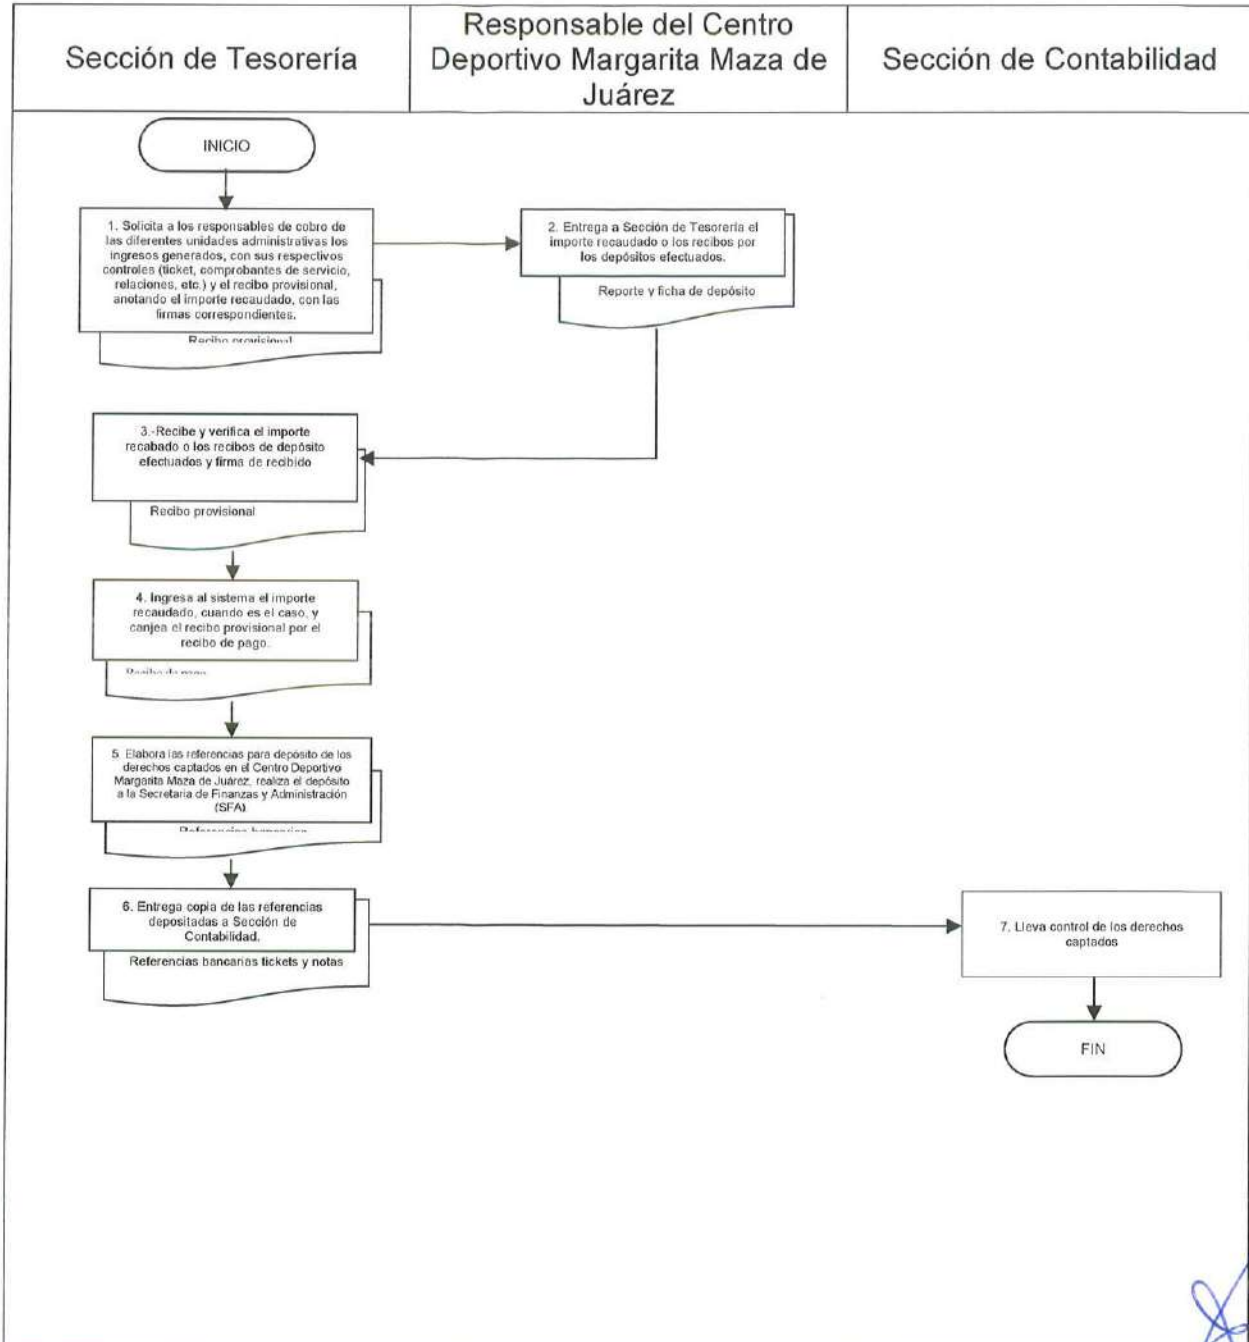 Sección de Tesorería
Responsable del Centro
Deportivo Margarita Maza de
Juárez
Sección de Contabilidad
INICIO
1. Solicita a los responsables de cobro de
las diferentes unidades administrativas los
ingresos generados, con sus respectivos
controles (ticket, comprobantes de servicio,
relaciones, etc.) y el recibo provisional,
anotando el importe recaudado, con las
firmas correspondientes.
Recibo provisional
2. Entrega a Sección de Tesorería el
importe recaudado o los recibos por
los depósitos efectuados.
Reporte y ficha de depósito
3.-Recibe y verifica el importe
recabado o los recibos de depósito
efectuados y firma de recibido
Recibo provisional
4. Ingresa al sistema el importe
recaudado, cuando es el caso, y
canjea el recibo provisional por el
recibo de pago.
Recibo de pago
5. Elabora las referencias para depósito de los
derechos captados en el Centro Deportivo
Margarita Maza de Juárez, realiza el depósito
a la Secretaria de Finanzas y Administración
(SFA)
Referencias bancarias
6. Entrega copia de las referencias
depositadas a Sección de
Contabilidad.
Referencias bancarias tickets y notas
7. Lleva control de los derechos
captados
FIN